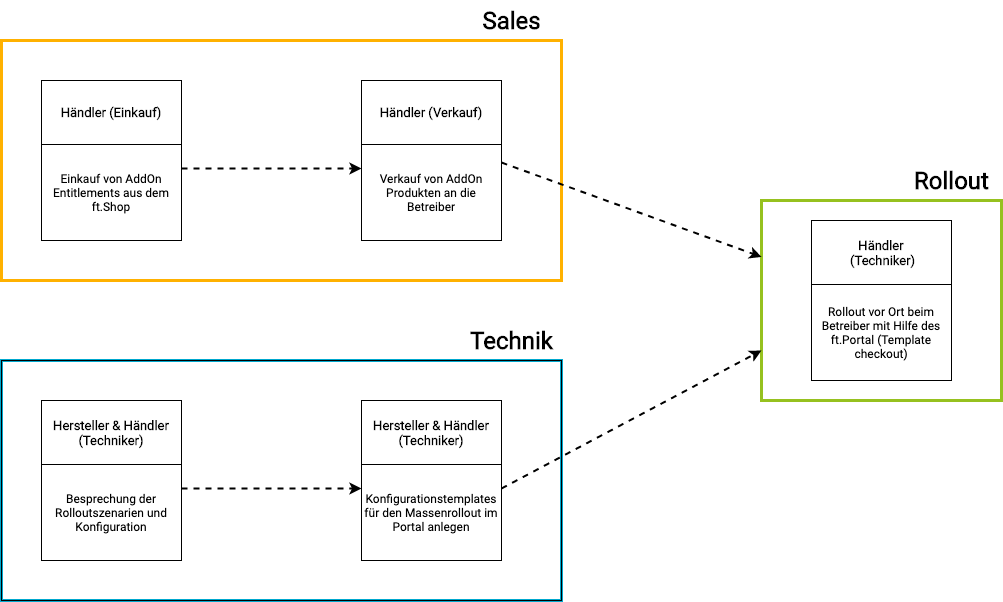 Sales
Händler (Einkauf)
Einkauf von AddOn
Entitlements aus dem
ft.Shop
Händler (Verkauf)
Verkauf von AddOn
Produkten an die
Betreiber
Rollout
Händler
(Techniker)
Rollout vor Ort beim
Betreiber mit Hilfe des
ft.Portal (Template
checkout)
Technik
Hersteller & Händler
(Techniker)
Besprechung der
Rolloutszenarien und
Konfiguration
Hersteller & Händler
(Techniker)
Konfigurationstemplates
für den Massenrollout im
Portal anlegen